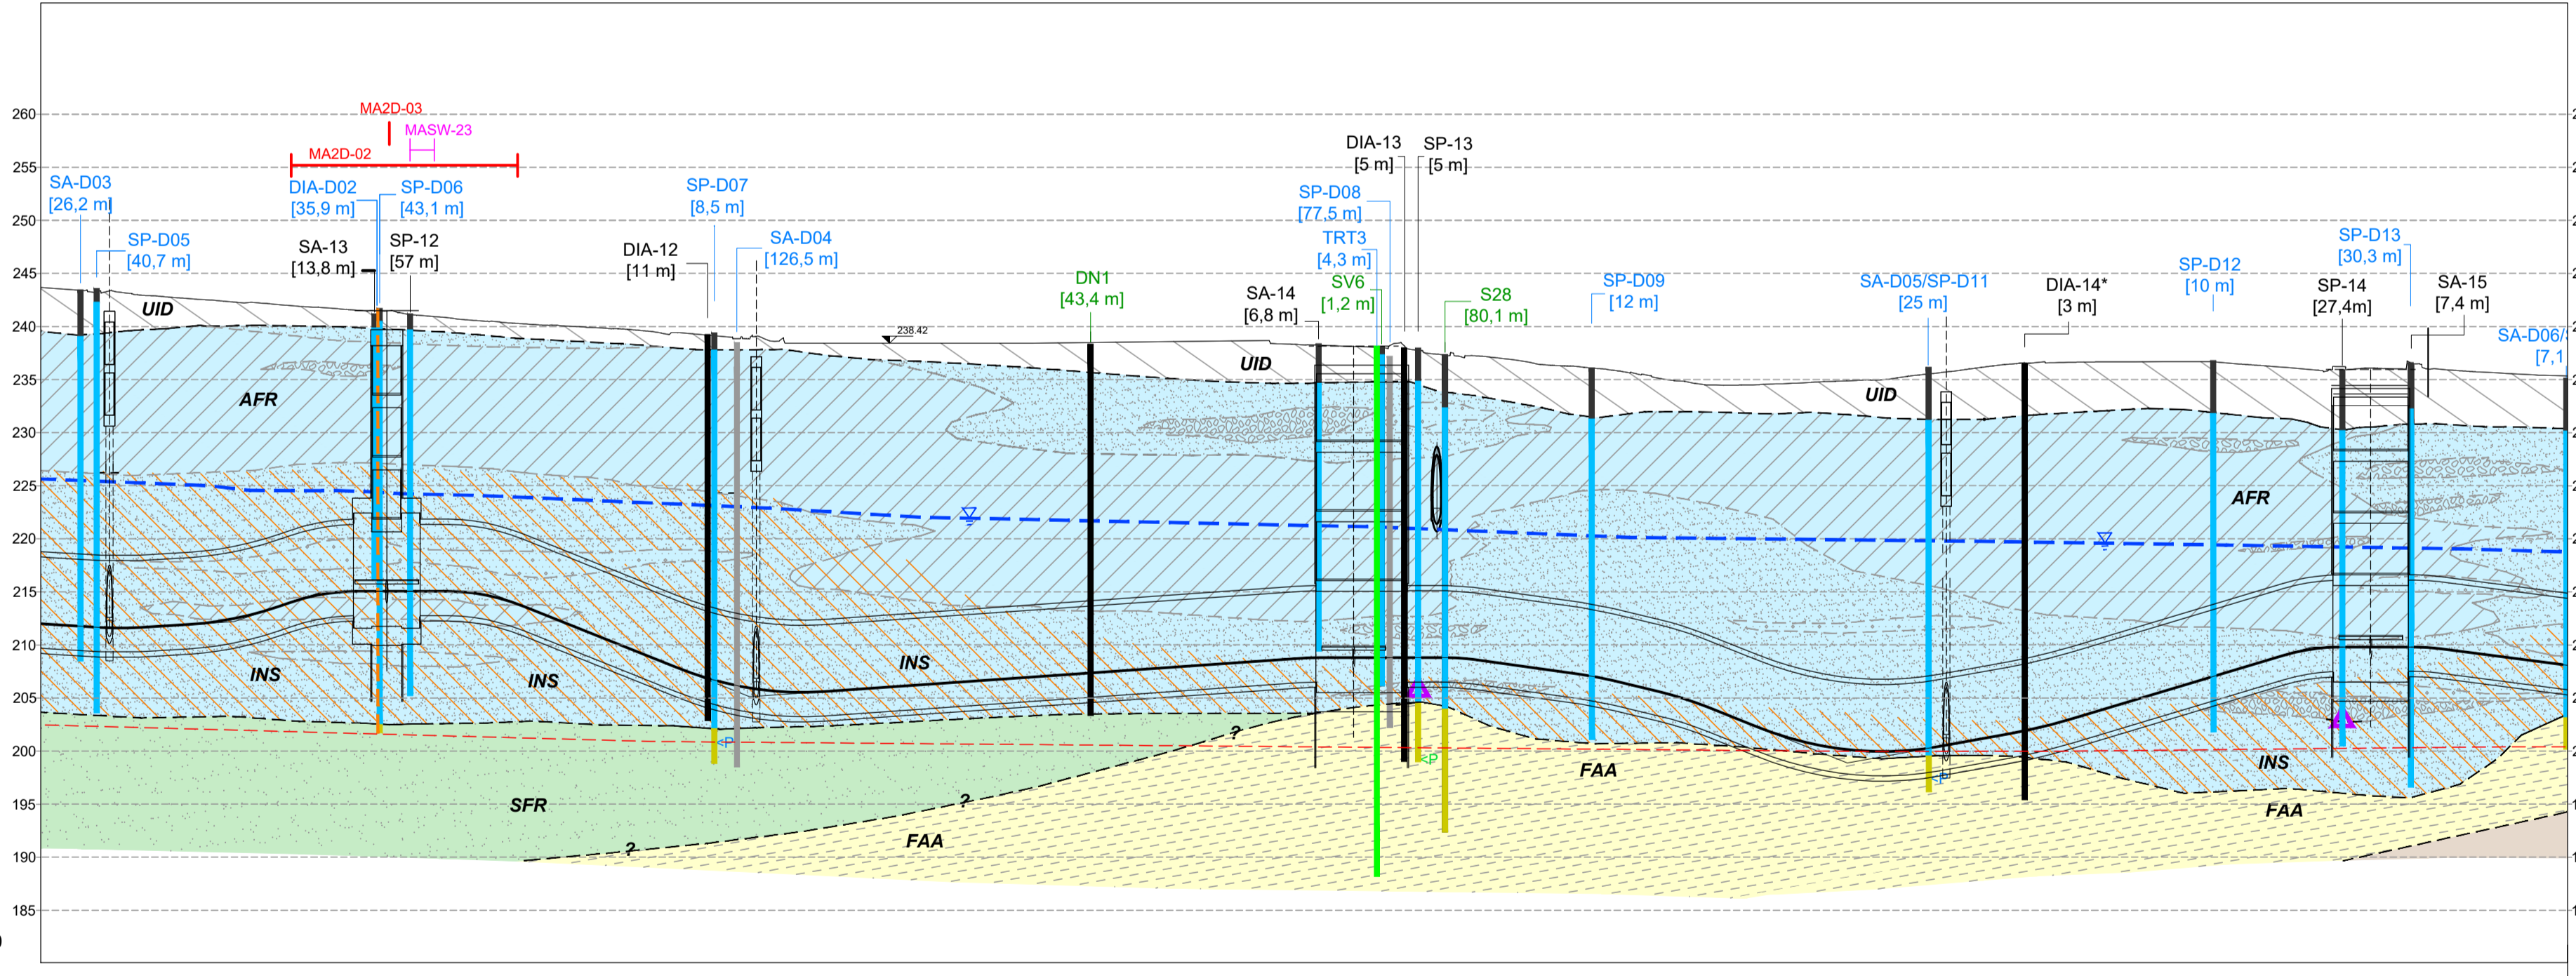 260
MA2D-03
MASW-23
255
MA2D-02
DIA-13
[5 m]
SP-13
[5 m]
SA-D03
[26,2 m]
DIA-D02
[35,9 m]
SP-D06
[43,1 m]
SP-D07
[8,5 m]
SP-D08
[77,5 m]
250
SP-D05
[40,7 m]
SA-13
[13,8 m]
SP-12
[57 m]
DIA-12
[11 m]
SA-D04
[126,5 m]
TRT3
[4,3 m]
SP-D13
[30,3 m]
245
DN1
[43,4 m]
SA-14
[6,8 m]
SV6
[1,2 m]
S28
[80,1 m]
SP-D09
[12 m]
SA-D05/SP-D11
[25 m]
DIA-14*
[3 m]
SP-D12
[10 m]
SP-14
[27,4m]
SA-15
[7,4 m]
UID
240
238.42
SA-D06/
[7,1
UID
235
AFR
UID
230
225
AFR
220
215
210
INS
INS
INS
205
?
<P
<P
200
FAA
INS
<P
195
SFR
?
FAA
?
FAA
190
185